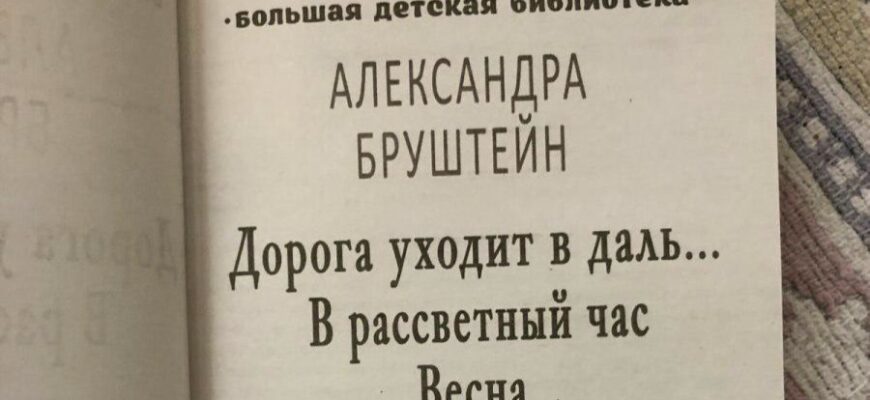 • БОЛЬШАЯ ДЕТСКАЯ БИБЛИОТЕКА
АЛЕКСАНДРА
БРУШТЕЙН
Дорога уходит в даль...
В рассветный час
Весна